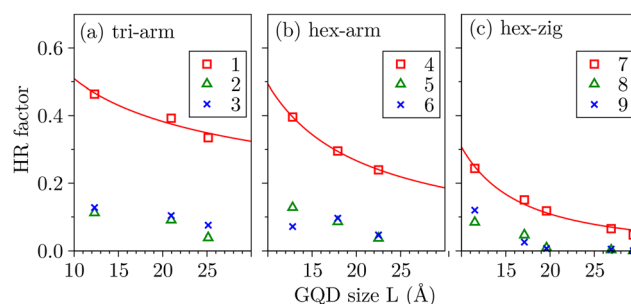 (a) tri-arm
(b) hex-arm
(c) hex-zig
1
2
3
4
5
6
7
8
9
HR factor
0.6
0.4
0.2
0.0
10 15 20 25
15 20 25
15 20 25
GQD size L (Å)